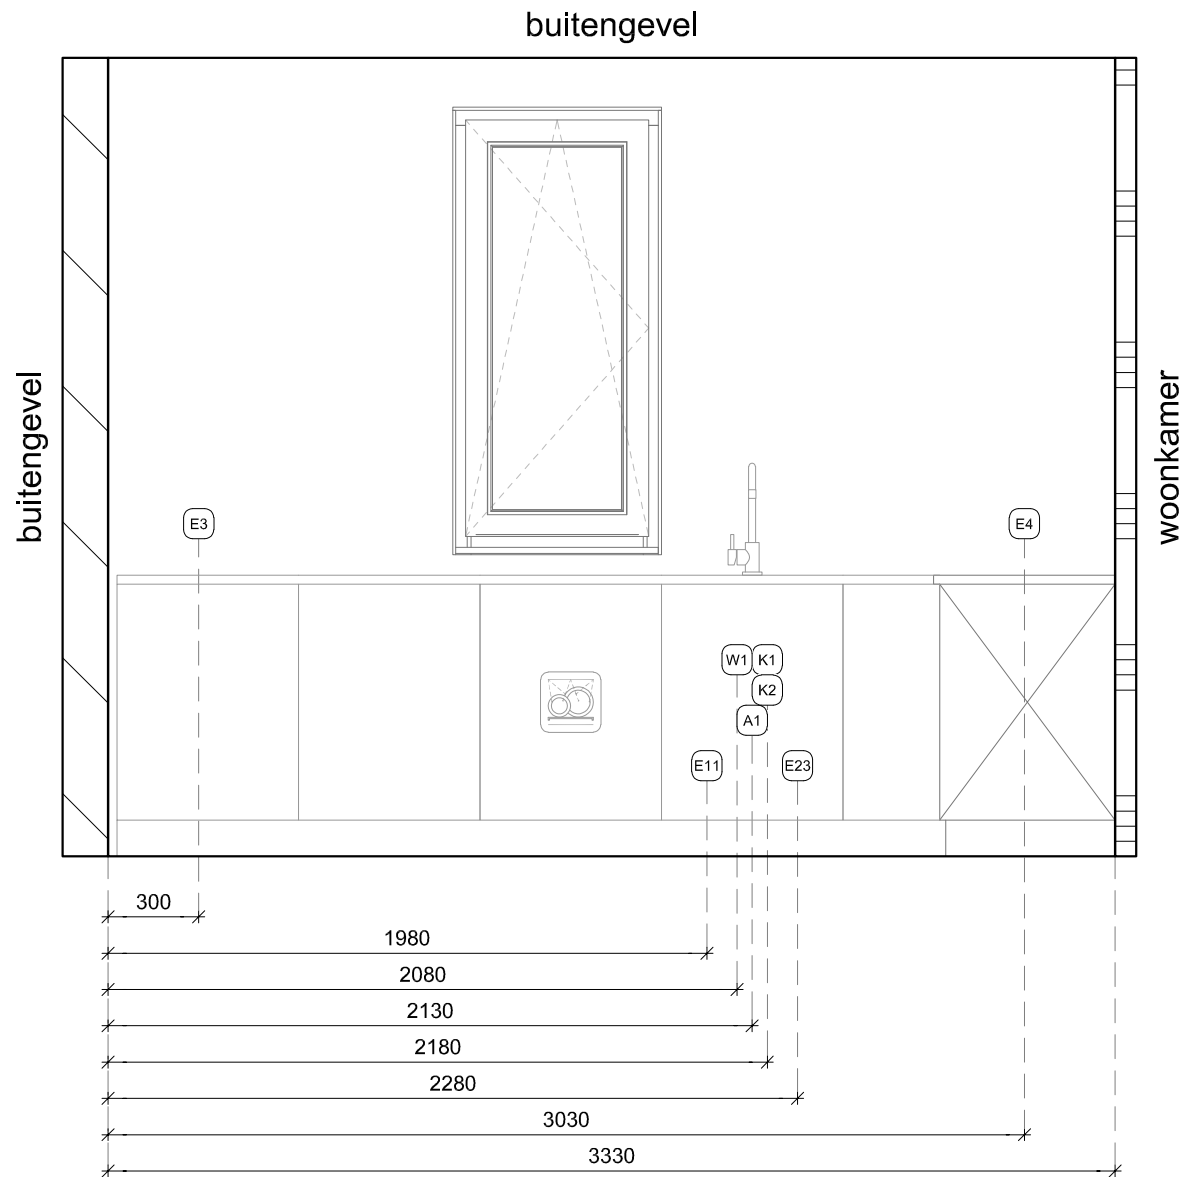 buitengevel
buitengevel
woonkamer
E3
E4
W1 K1
K2
A1
E11 E23
300
1980
2080
2130
2180
2280
3030
3330